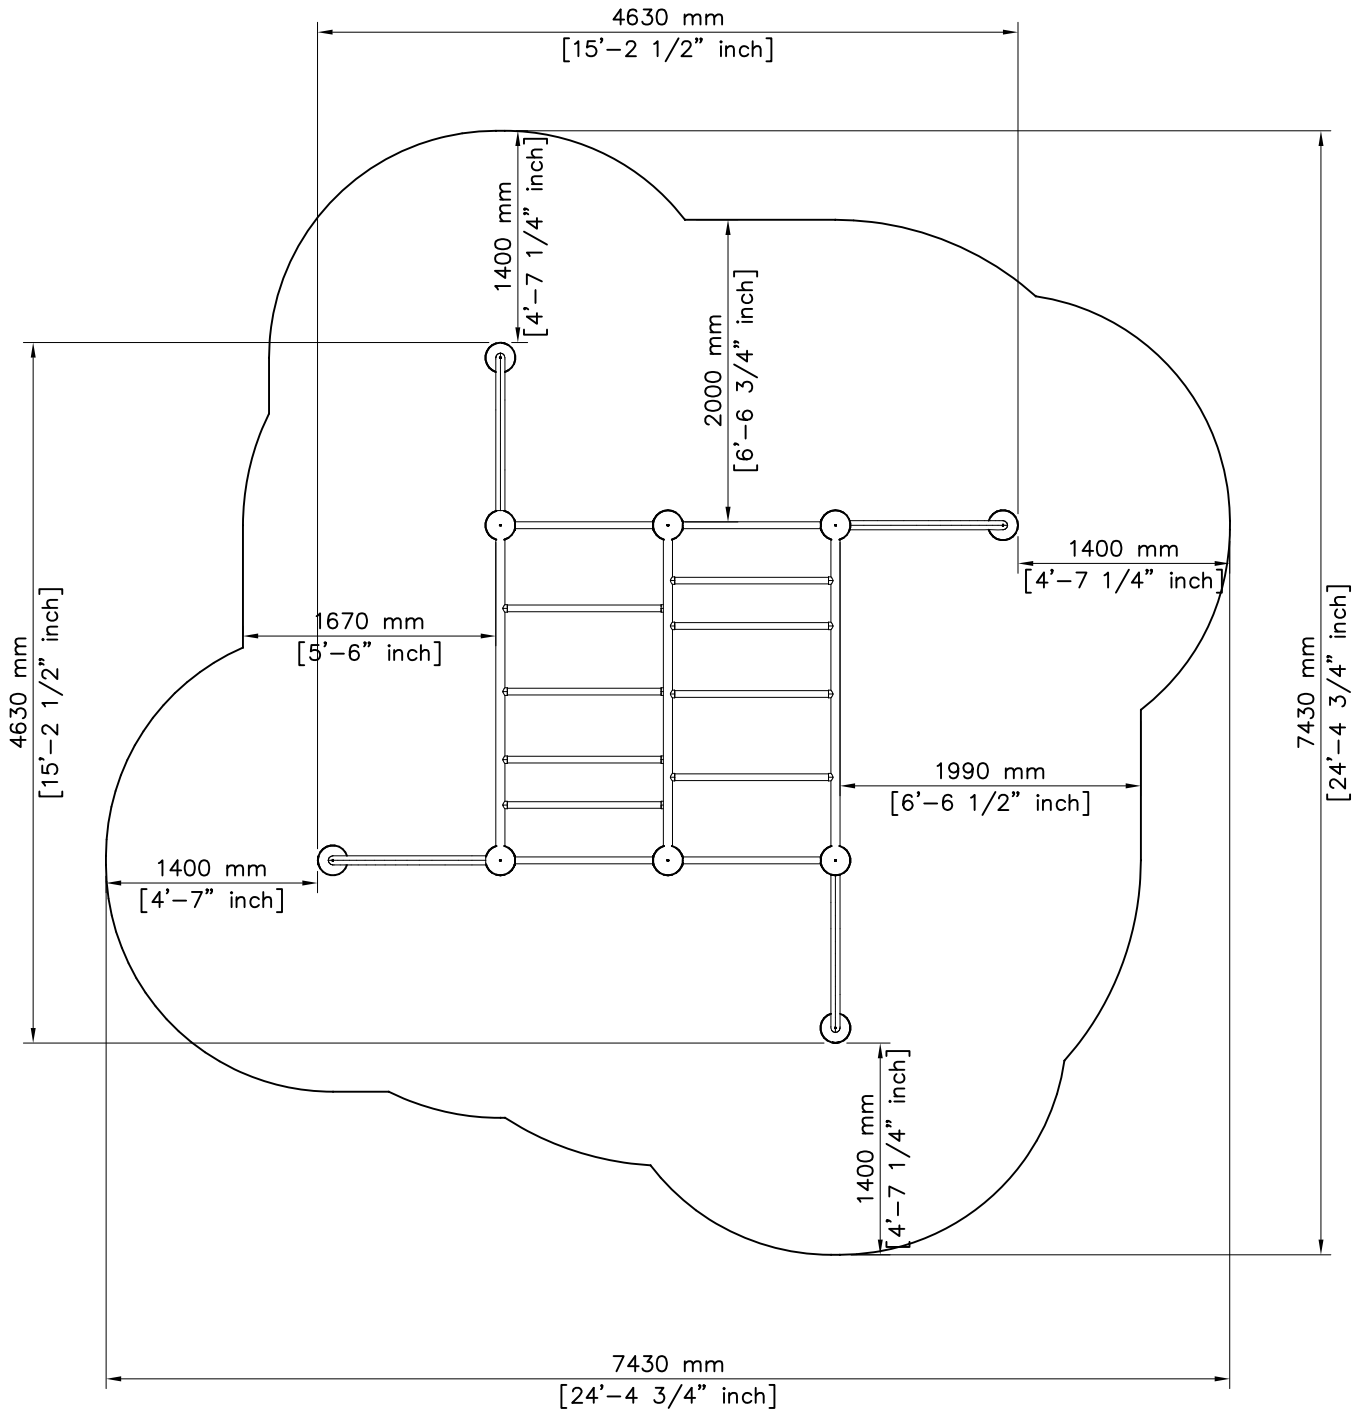 4630 mm
[15’-2 1/2” inch]
1400 mm
[4’-7 1/4” inch]
2000 mm
[6’-6 3/4” inch]
1400 mm
[4’-7 1/4” inch]
1670 mm
[5’-6” inch]
4630 mm
[15’-2 1/2” inch]
7430 mm
[24’-4 3/4” inch]
1990 mm
[6’-6 1/2” inch]
1400 mm
[4’-7” inch]
1400 mm
[4’-7 1/4” inch]
7430 mm
[24’-4 3/4” inch]